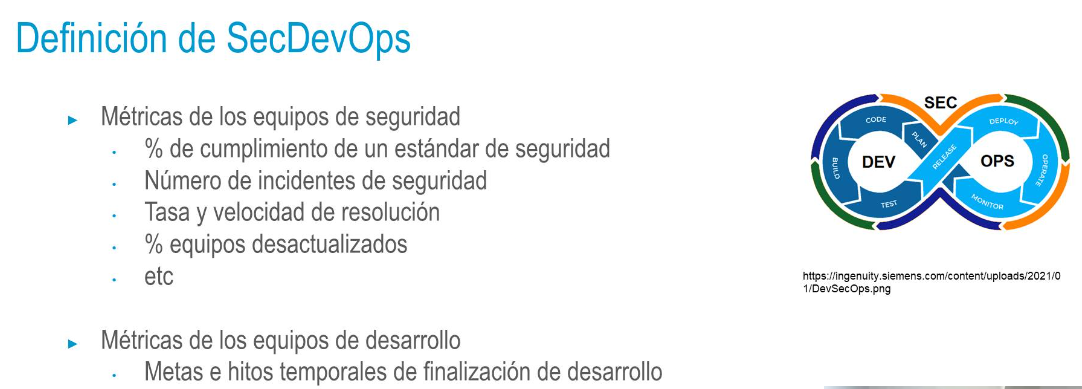 Definición de SecDevOps
► Métricas de los equipos de seguridad
• % de cumplimiento de un estándar de seguridad
• Número de incidentes de seguridad
• Tasa y velocidad de resolución
• % equipos desactualizados
• etc
► Métricas de los equipos de desarrollo
• Metas e hitos temporales de finalización de desarrollo
SEC
CODE
PLAN
DEV
BUILD
TEST
RELEASE
DEPLOY
OPS
OPERATE
MONITOR
https://ingenuity.siemens.com/content/uploads/2021/0
1/DevSecOps.png